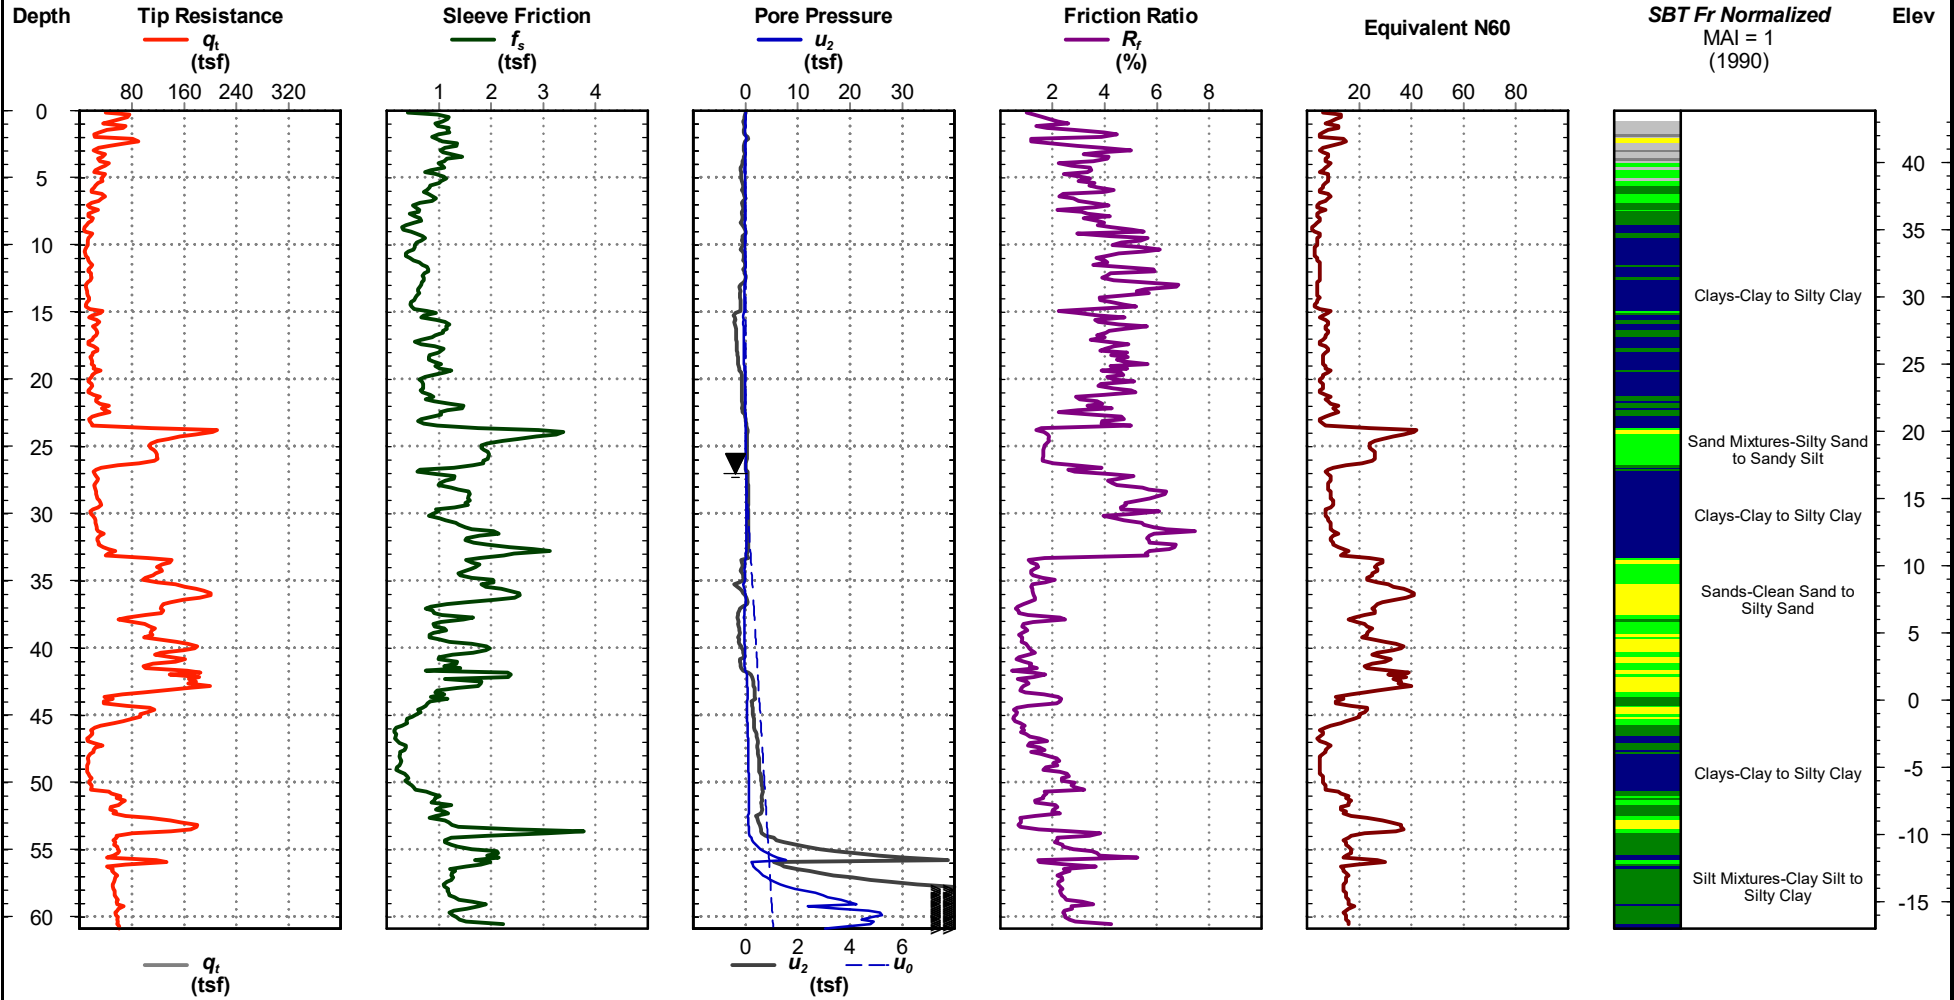 Depth Tip Resistance Sleeve Friction Pore Pressure Friction Ratio Equivalent N60 SBT Fr Normalized Elev
qt fs u2 Rf MAI = 1
(tsf) (tsf) (tsf) (%) (1990)
80 160 240 320 1 2 3 4 0 10 20 30 2 4 6 8 20 40 60 80
0
40
5
35
10
30
Clays-Clay to Silty Clay
15
25
20
20
Sand Mixtures-Silty Sand
to Sandy Silt
25
15
30
Clays-Clay to Silty Clay
10
35
Sands-Clean Sand to
Silty Sand
5
40
0
45
-5
Clays-Clay to Silty Clay
50
-10
55
Silt Mixtures-Clay Silt to
Silty Clay
-15
60
0 2 4 6
qt u2 u0
(tsf) (tsf)